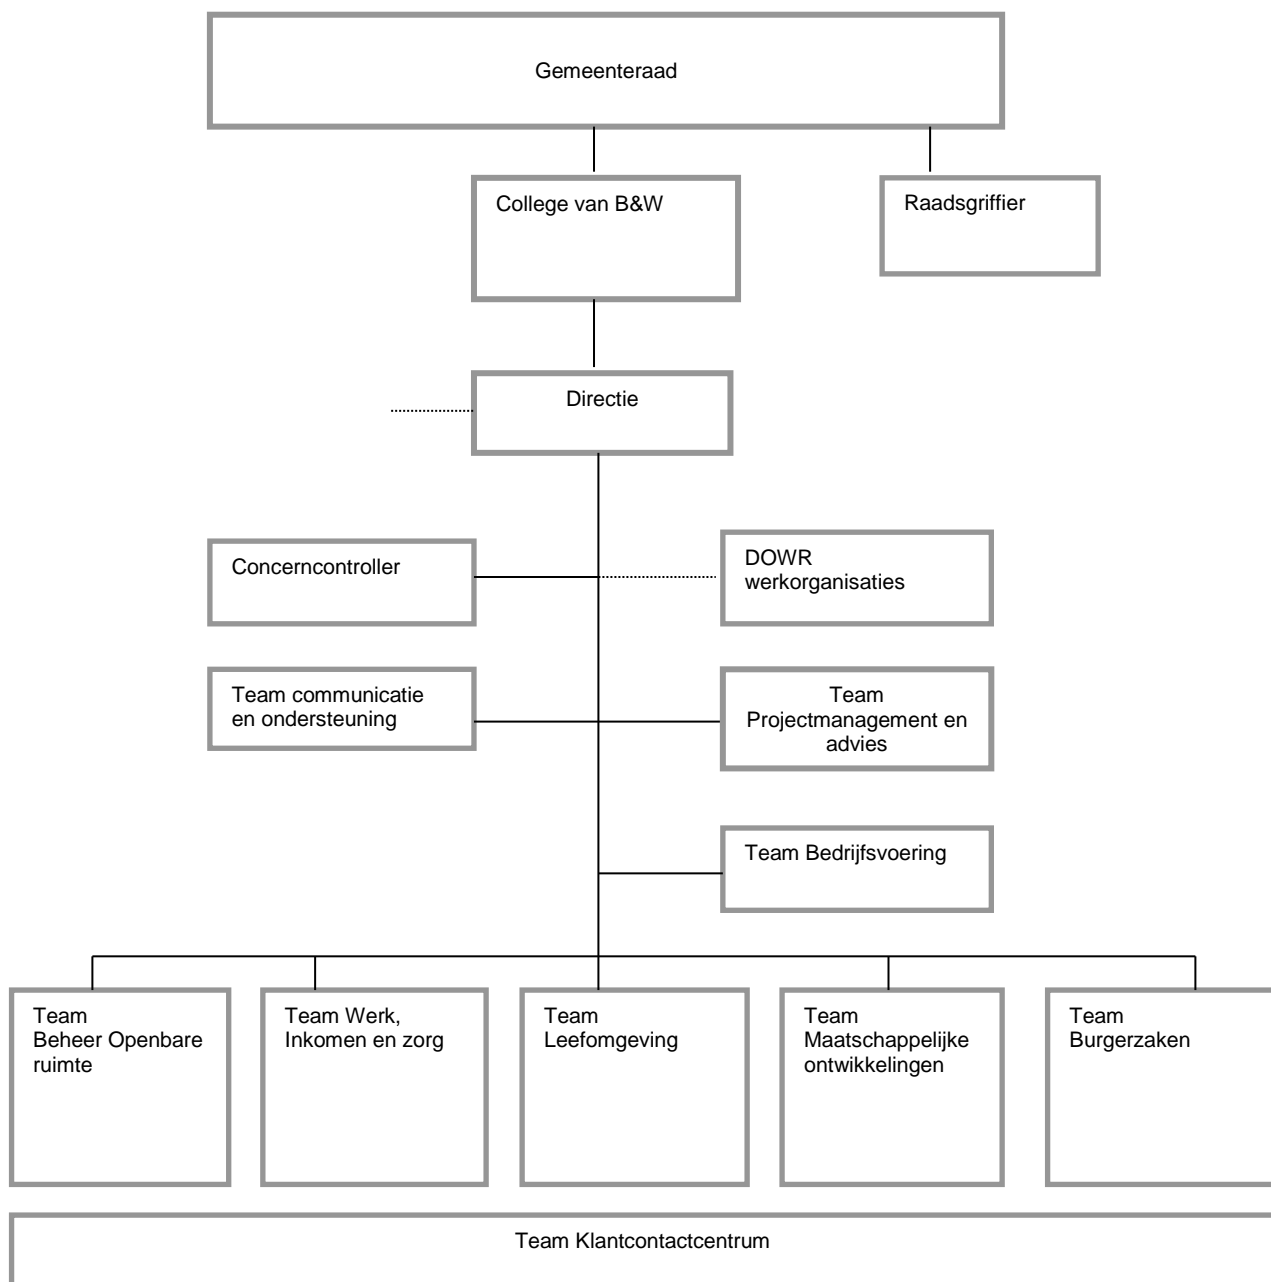 Gemeenteraad
College van B&W
Raadsgriffier
Directie
Concerncontroller
DOWR
werkorganisaties
Team communicatie
en ondersteuning
Team
Projectmanagement en
advies
Team Bedrijfsvoering
Team
Beheer Openbare
ruimte
Team Werk,
Inkomen en zorg
Team
Leefomgeving
Team
Maatschappelijke
ontwikkelingen
Team
Burgerzaken
Team Klantcontactcentrum